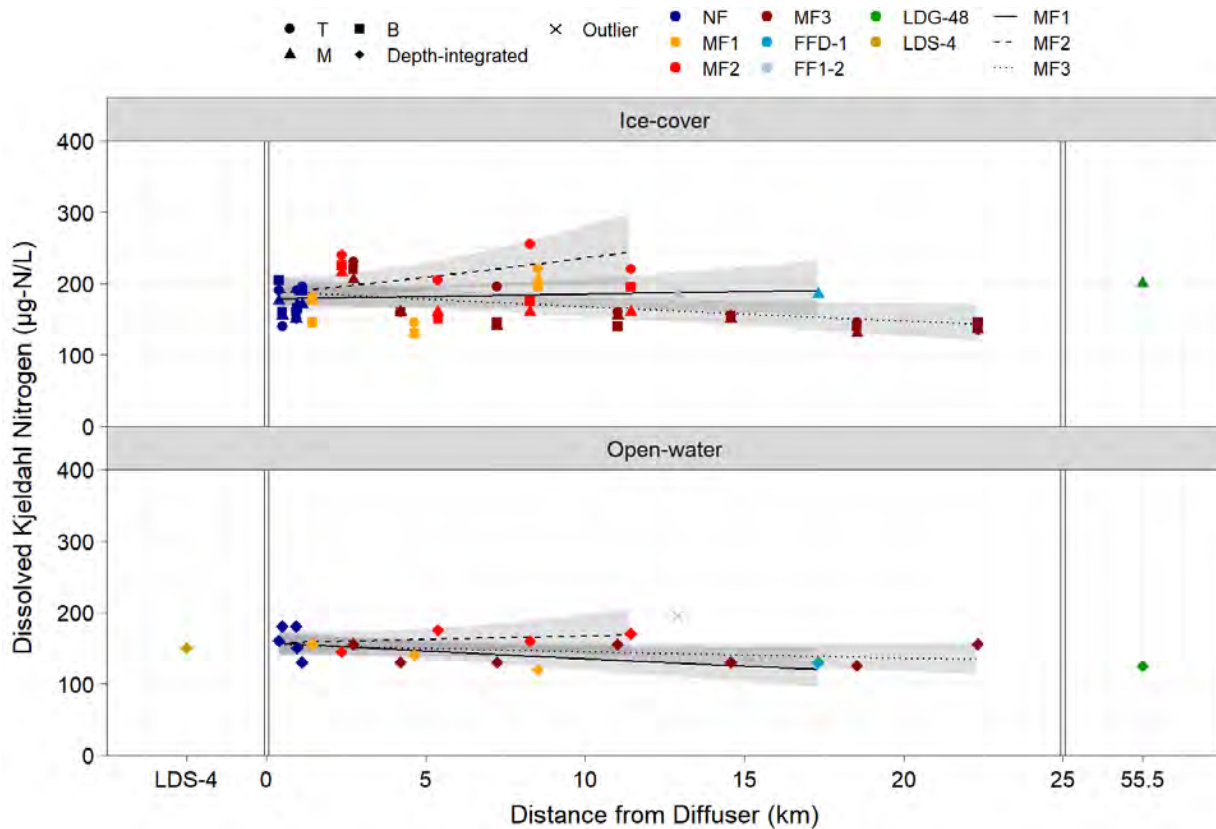 T B Outlier NF MF3 LDG-48 MF1
MF1 FFD-1 LDS-4 MF2
M Depth-integrated MF2 FF1-2 MF3
Ice-cover
400
300
200
100
0
Open-water
400
300
200
100
0
Dissolved Kjeldahl Nitrogen (µg-N/L)
LDS-4 0 5 10 15 20 25 55.5
Distance from Diffuser (km)